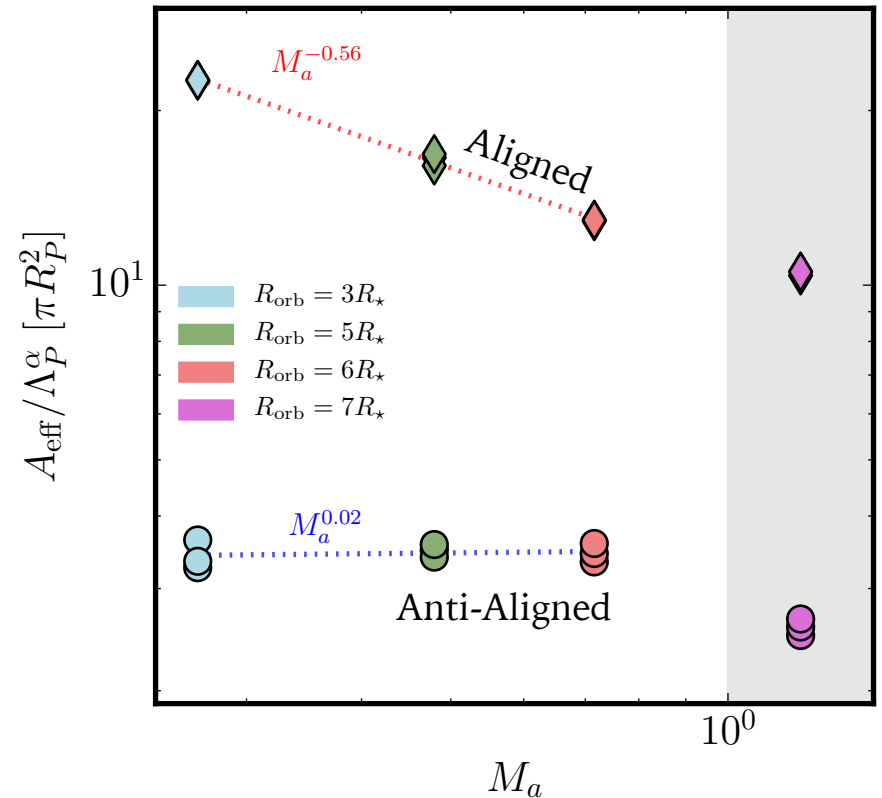 M_a^{-0.56}
Aligned
A_eff/Λ_P^α [πR_P^2]
10^1
R_orb = 3R_⋆
R_orb = 5R_⋆
R_orb = 6R_⋆
R_orb = 7R_⋆
M_a^{0.02}
Anti-Aligned
10^0
M_a